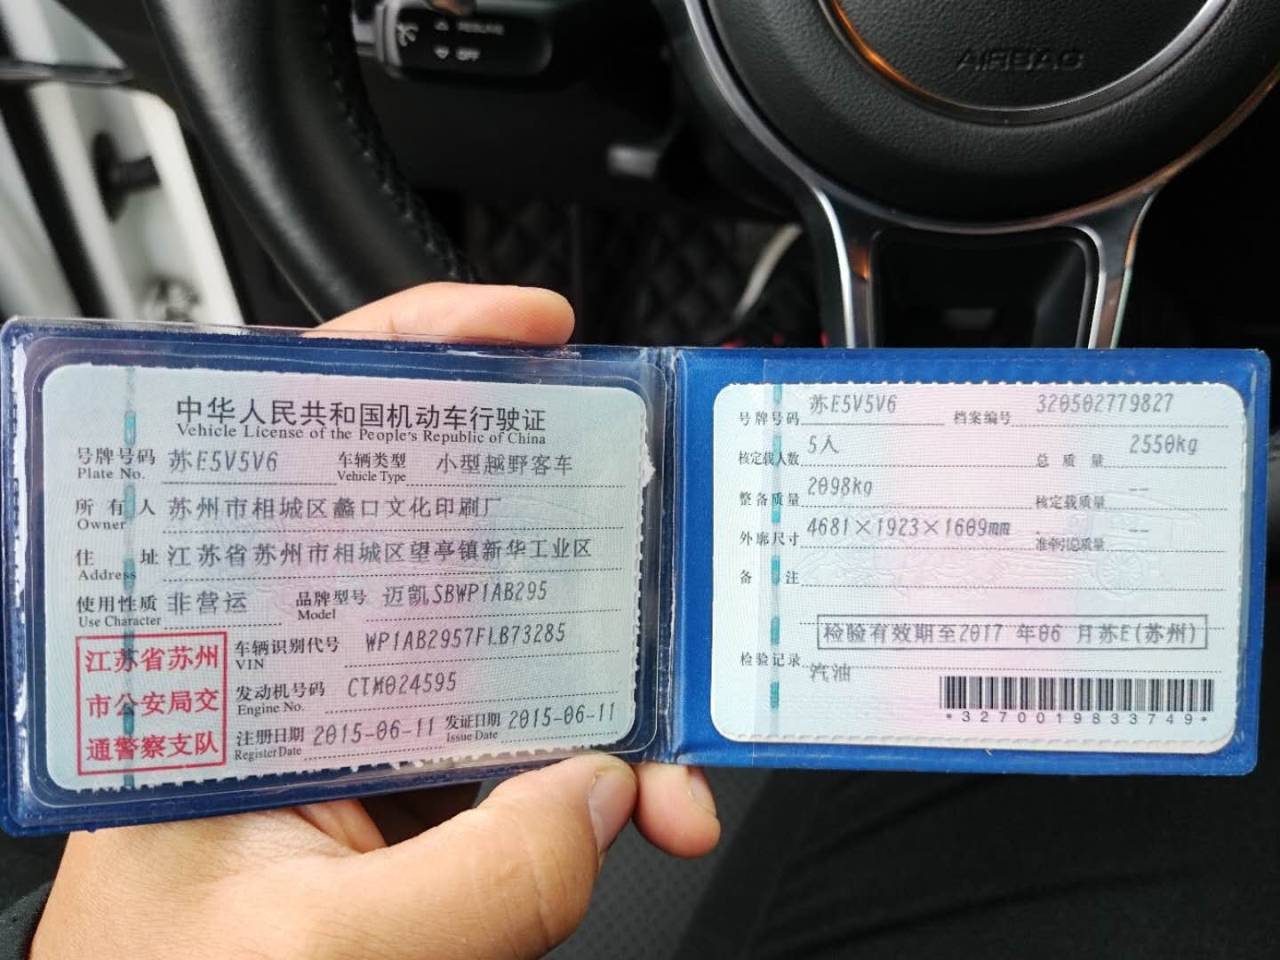 OFF
AIRBAG
中华人民共和国机动车行驶证
Vehicle License of the People's Republic of China
号牌号码 苏E5V5V6 车辆类型 小型越野客车
Plate No. Vehicle Type
所有人 苏州市相城区蠡口文化印刷厂
Owner
住址 江苏省苏州市相城区望亭镇新华工业区
Address
使用性质 非营运 品牌型号 迈凯SBWP1AB295
Use Character Model
江苏省苏州
市公安局交
通警察支队
车辆识别代号 WP1AB2957FLB73285
VIN
发动机号码 CTM024595
Engine No.
注册日期 2015-06-11 发证日期 2015-06-11
Register Date Issue Date
号牌号码 苏E5V5V6 档案编号 320502779827
核定载人数 5人 总质量 2550kg
整备质量 2098kg 核定载质量 --
外廓尺寸 4681×1923×1609mm 准牵引总质量 --
备注
检验有效期至2017 年06 月苏E(苏州)
检验记录 汽油
*3270019833749*